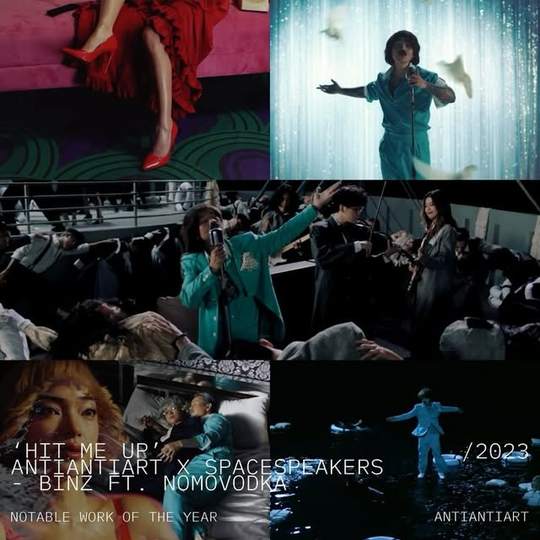 ‘HIT ME UP’
/2023
ANTIANTIART X SPACESPEAKERS
- BINZ FT. NOMOVODKA
NOTABLE WORK OF THE YEAR
ANTIANTIART